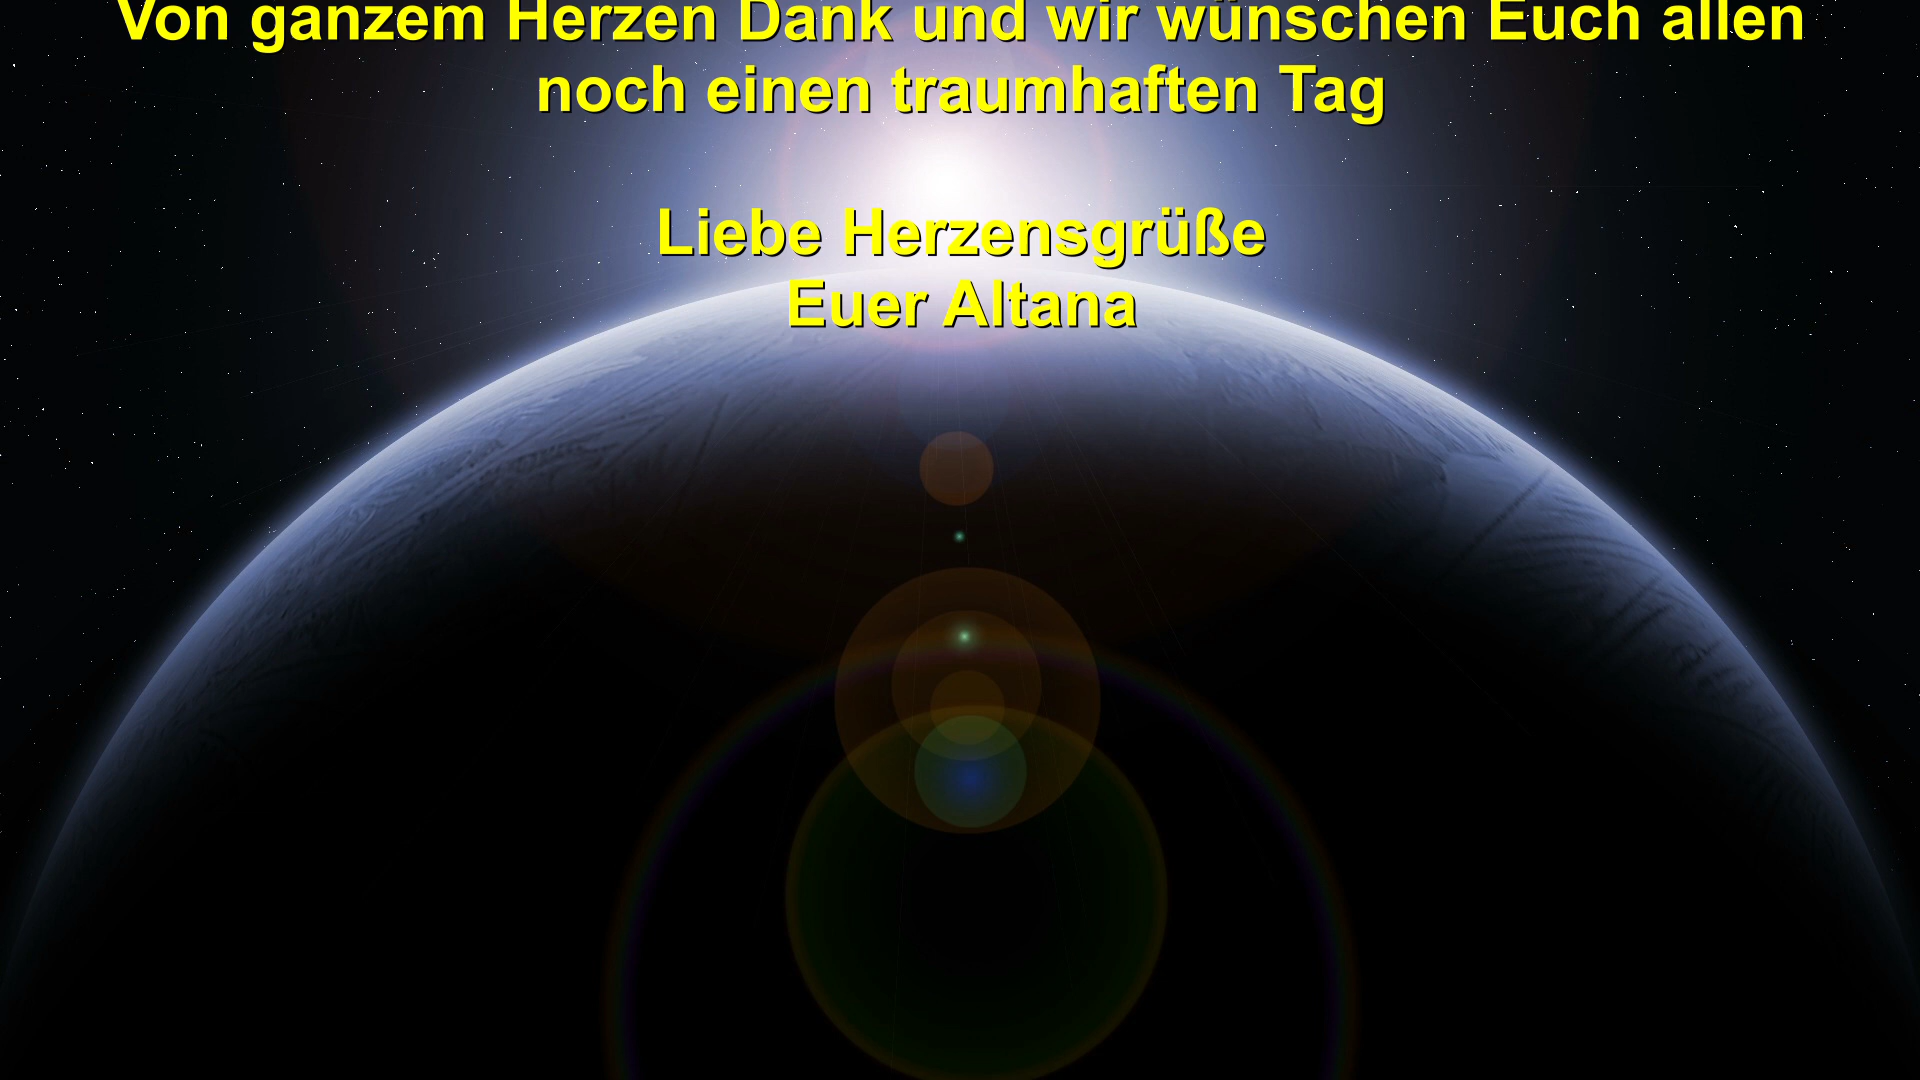 Von ganzem Herzen Dank und wir wünschen Euch allen
noch einen traumhaften Tag
Liebe Herzensgrüße
Euer Altana